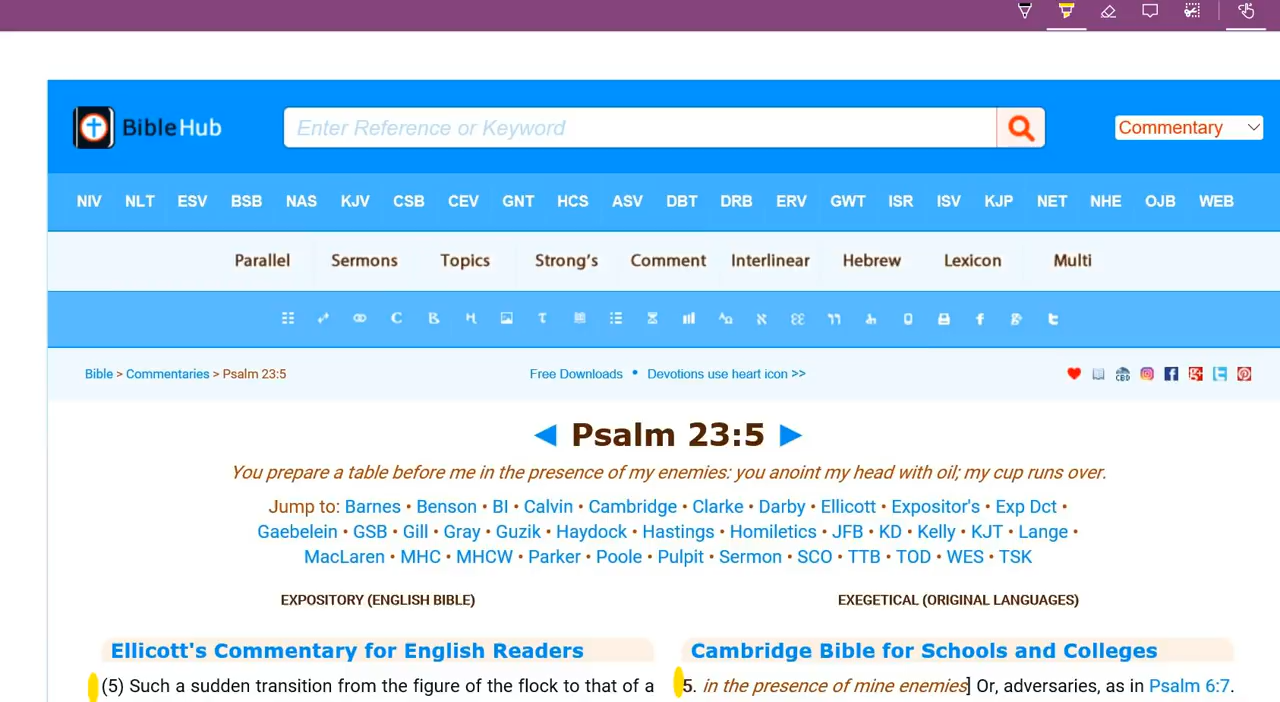 BibleHub
Enter Reference or Keyword
Commentary
NIV NLT ESV BSB NAS KJV CSB CEV GNT HCS ASV DBT DRB ERV GWT ISR ISV KJP NET NHE OJB WEB
Parallel Sermons Topics Strong's Comment Interlinear Hebrew Lexicon Multi
Bible > Commentaries > Psalm 23:5
Free Downloads • Devotions use heart icon >>
◄ Psalm 23:5 ►
You prepare a table before me in the presence of my enemies: you anoint my head with oil; my cup runs over.
Jump to: Barnes • Benson • BI • Calvin • Cambridge • Clarke • Darby • Ellicott • Expositor's • Exp Dct •
Gaebelein • GSB • Gill • Gray • Guzik • Haydock • Hastings • Homiletics • JFB • KD • Kelly • KJT • Lange •
MacLaren • MHC • MHCW • Parker • Poole • Pulpit • Sermon • SCO • TTB • TOD • WES • TSK
EXPOSITORY (ENGLISH BIBLE)
Ellicott's Commentary for English Readers
(5) Such a sudden transition from the figure of the flock to that of a
EXEGETICAL (ORIGINAL LANGUAGES)
Cambridge Bible for Schools and Colleges
5. in the presence of mine enemies] Or, adversaries, as in Psalm 6:7.